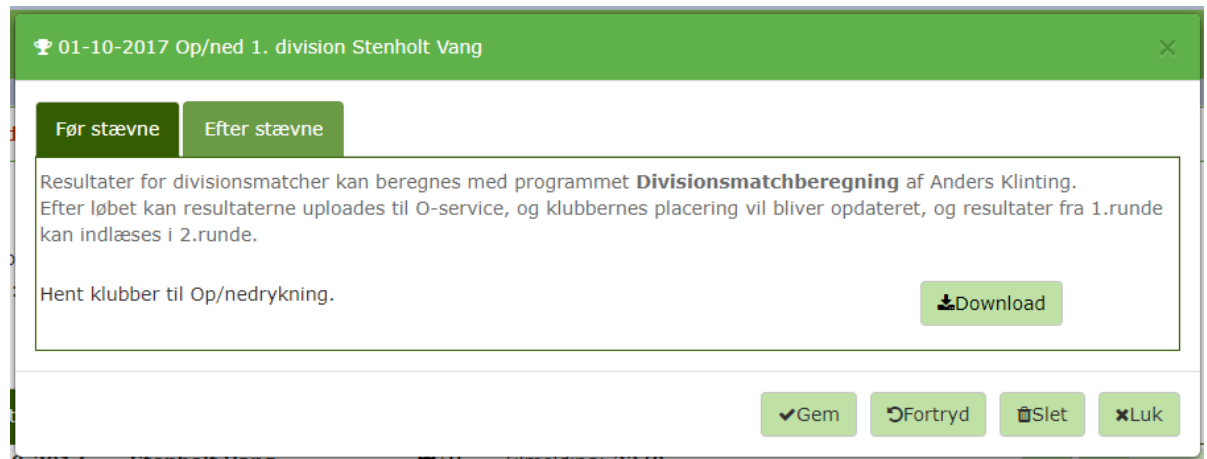 01-10-2017 Op/ned 1. division Stenholt Vang
Før stævne
Efter stævne
Resultater for divisionsmatcher kan beregnes med programmet Divisionsmatchberegning af Anders Klinting.
Efter løbet kan resultaterne uploades til O-service, og klubbernes placering vil bliver opdateret, og resultater fra 1.runde
kan indlæses i 2.runde.
Hent klubber til Op/nedrykning.
Download
Gem
Fortryd
Slet
Luk